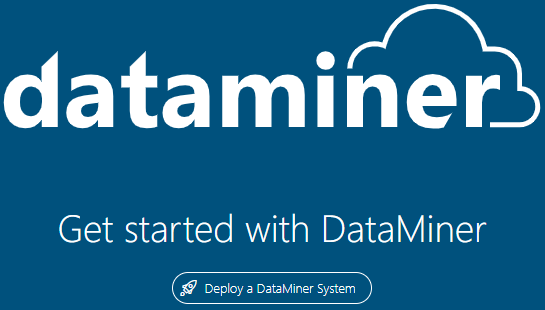 dataminer
Get started with DataMiner
Deploy a DataMiner System